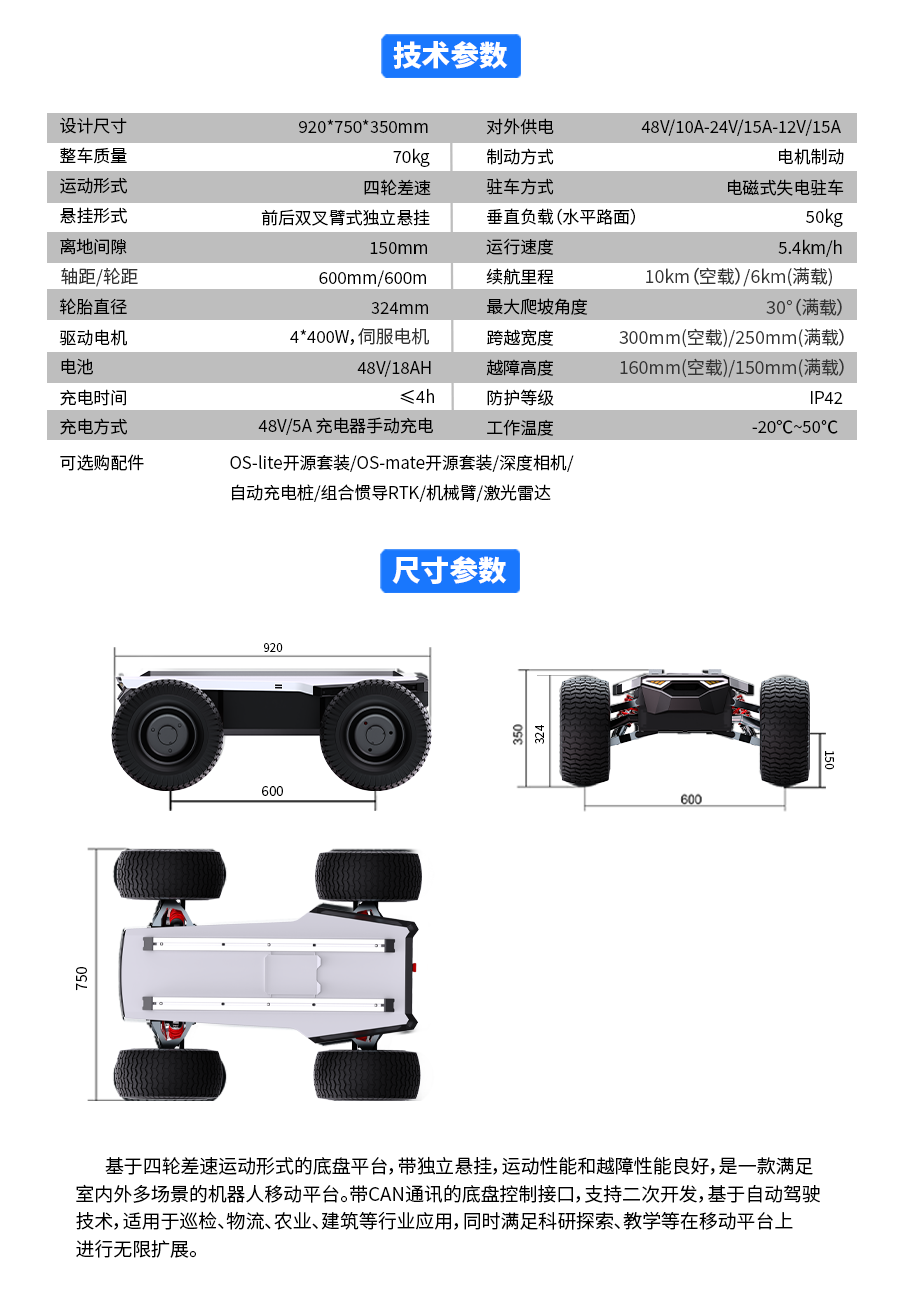 技术参数
设计尺寸 920*750*350mm 对外供电 48V/10A-24V/15A-12V/15A
整车质量 70kg 制动方式 电机制动
运动形式 四轮差速 驻车方式 电磁式失电驻车
悬挂形式 前后双叉臂式独立悬挂 垂直负载(水平路面) 50kg
离地间隙 150mm 运行速度 5.4km/h
轴距/轮距 600mm/600m 续航里程 10km(空载)/6km(满载)
轮胎直径 324mm 最大爬坡角度 30°(满载)
驱动电机 4*400W,伺服电机 跨越宽度 300mm(空载)/250mm(满载)
电池 48V/18AH 越障高度 160mm(空载)/150mm(满载)
充电时间 ≤4h 防护等级 IP42
充电方式 48V/5A 充电器手动充电 工作温度 -20℃~50℃
可选购配件 OS-lite开源套装/OS-mate开源套装/深度相机/
自动充电桩/组合惯导RTK/机械臂/激光雷达
尺寸参数
920
600
350
324
150
600
750
基于四轮差速运动形式的底盘平台,带独立悬挂,运动性能和越障性能良好,是一款满足
室内外多场景的机器人移动平台。带CAN通讯的底盘控制接口,支持二次开发,基于自动驾驶
技术,适用于巡检、物流、农业、建筑等行业应用,同时满足科研探索、教学等在移动平台上
进行无限扩展。